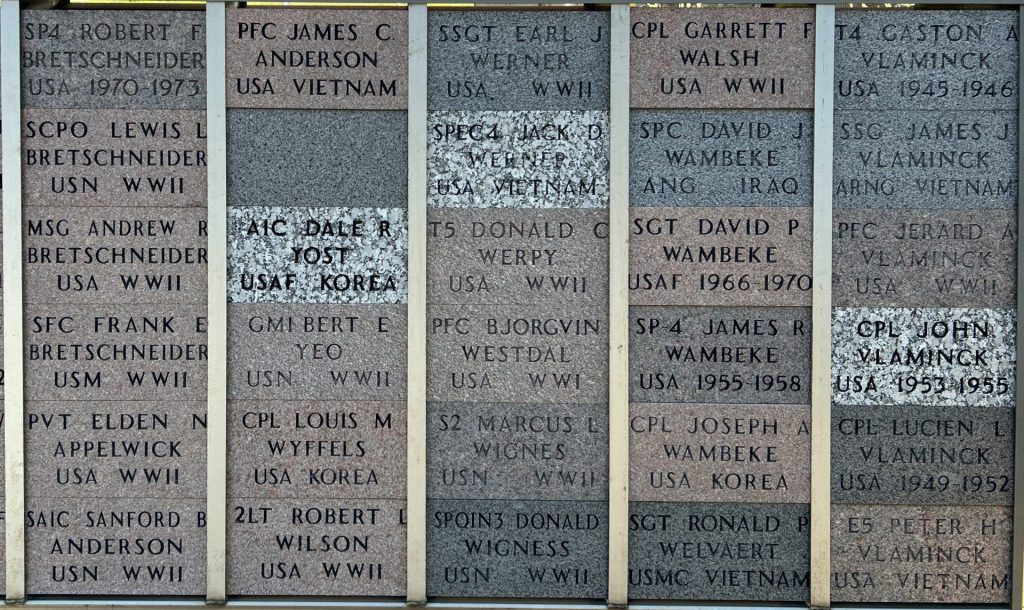 SP4 ROBERT F
BRETSCHNEIDER
USA 1970-1973
SCPO LEWIS L
BRETSCHNEIDER
USN WWII
MSG ANDREW R
BRETSCHNEIDER
USA WWII
SFC FRANK E
BRETSCHNEIDER
USM WWII
PVT ELDEN N
APPELWICK
USA WWII
SAIC SANFORD B
ANDERSON
USN WWII
PFC JAMES C
ANDERSON
USA VIETNAM
AIC DALE R
YOST
USAF KOREA
GMI BERT E
YEO
USN WWII
CPL LOUIS M
WYFFELS
USA KOREA
2LT ROBERT L
WILSON
USA WWII
SSGT EARL J
WERNER
USA WWII
SPEC4 JACK D
WERNER
USA VIETNAM
T5 DONALD C
WERPY
USA WWII
PFC BJORGVIN
WESTDAL
USA WWI
S2 MARCUS L
WIGNES
USN WWII
SPOIN3 DONALD
WIGNESS
USN WWII
CPL GARRETT F
WALSH
USA WWII
SPC DAVID J
WAMBEKE
ANG IRAQ
SGT DAVID P
WAMBEKE
USAF 1966-1970
SP-4 JAMES R
WAMBEKE
USA 1955-1958
CPL JOSEPH A
WAMBEKE
USA KOREA
SGT RONALD P
WELVAERT
USMC VIETNAM
T4 GASTON A
VLAMINCK
USA 1945-1946
SSG JAMES J
VLAMINCK
ARNG VIETNAM
PFC JERARD A
VLAMINCK
USA WWII
CPL JOHN
VLAMINCK
USA 1953-1955
CPL LUCIEN L
VLAMINCK
USA 1949-1952
E5 PETER H
VLAMINCK
USA VIETNAM